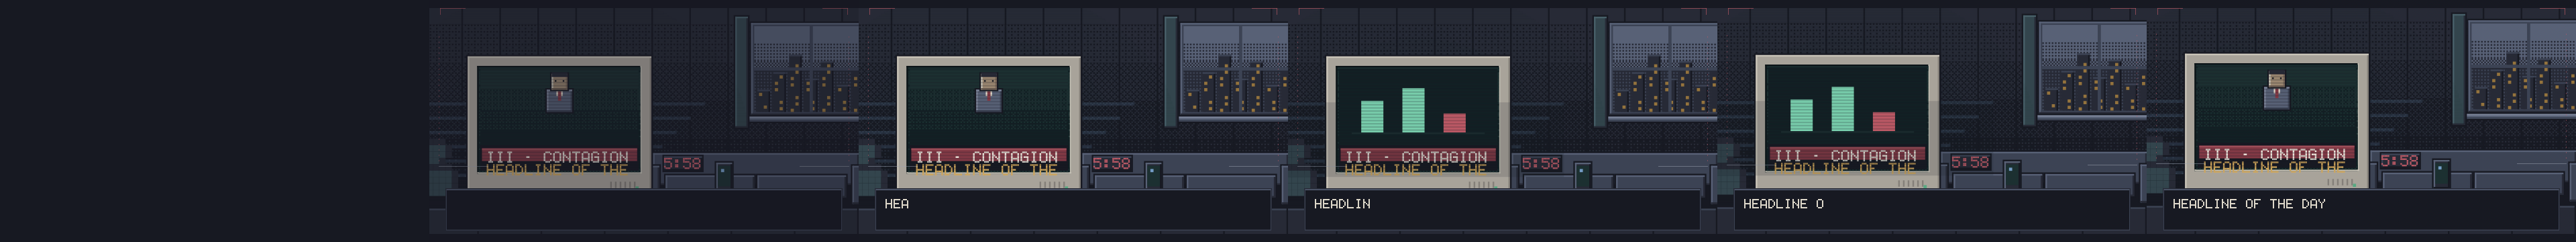 III - CONTAGION
HEADLINE OF THE
5:58
III - CONTAGION
HEADLINE OF THE
5:58
HEA
III - CONTAGION
HEADLINE OF THE
5:58
HEADLIN
III - CONTAGION
HEADLINE OF THE
5:58
HEADLINE O
III - CONTAGION
HEADLINE OF THE
5:58
HEADLINE OF THE DAY